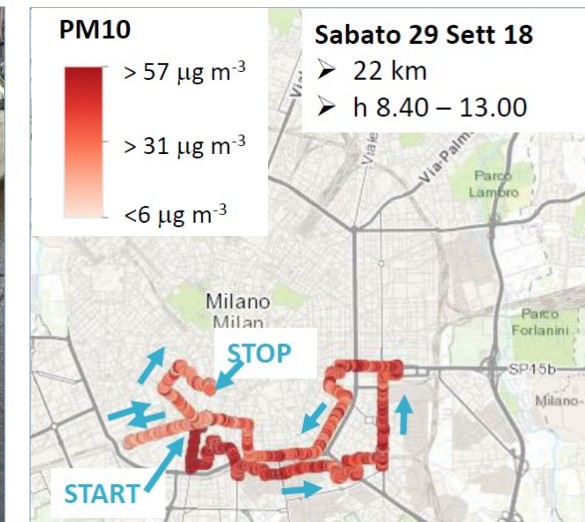 PM10
> 57 µg m⁻³
> 31 µg m⁻³
<6 µg m⁻³
Sabato 29 Sett 18
➢ 22 km
➢ h 8.40 – 13.00
Viale
Via-Palm
Parco
Lambro
Milano
Milan
Parco
Forlanini
STOP
SP15b
Milano-
START